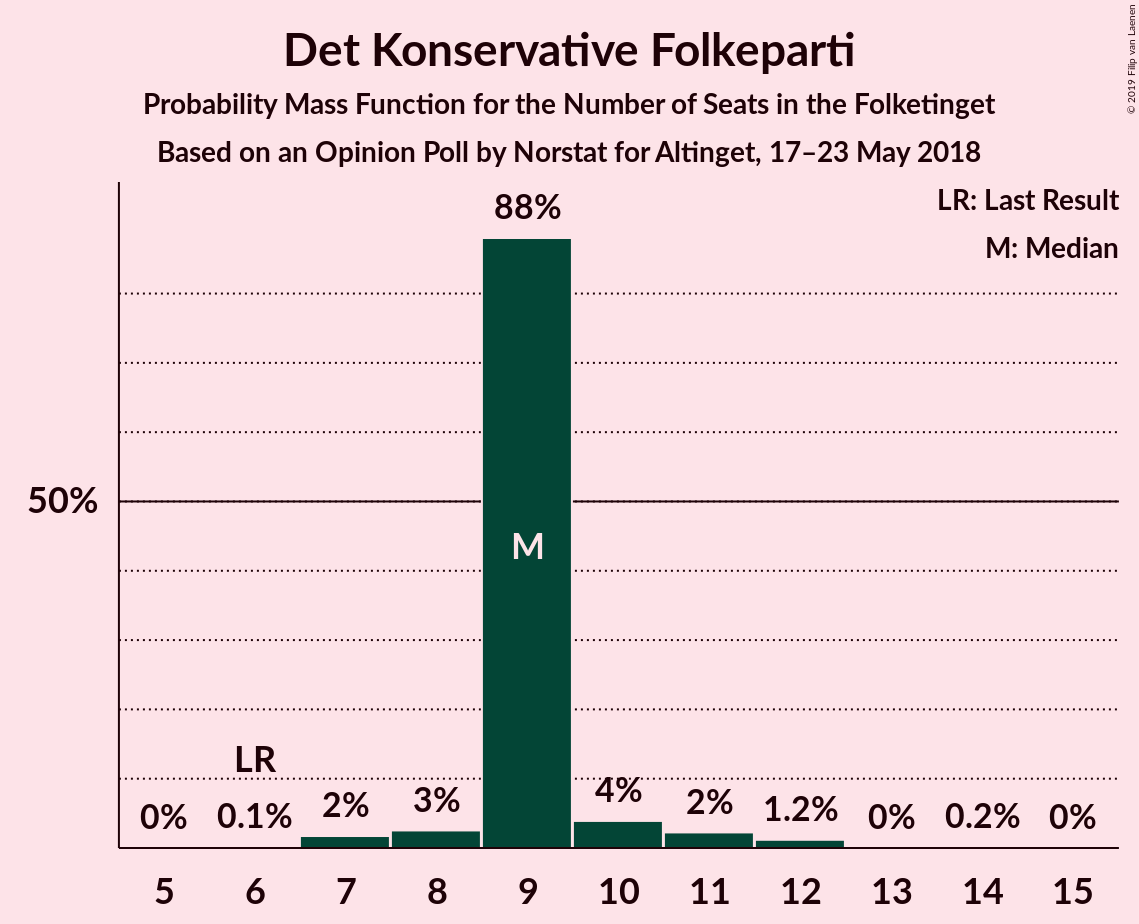 Det Konservative Folkeparti
Probability Mass Function for the Number of Seats in the Folketinget
Based on an Opinion Poll by Norstat for Altinget, 17–23 May 2018
© 2019 Filip van Laenen
LR: Last Result
M: Median
88%
50%
M
LR
0%
0.1%
2%
3%
4%
2%
1.2%
0%
0.2%
0%
5
6
7
8
9
10
11
12
13
14
15